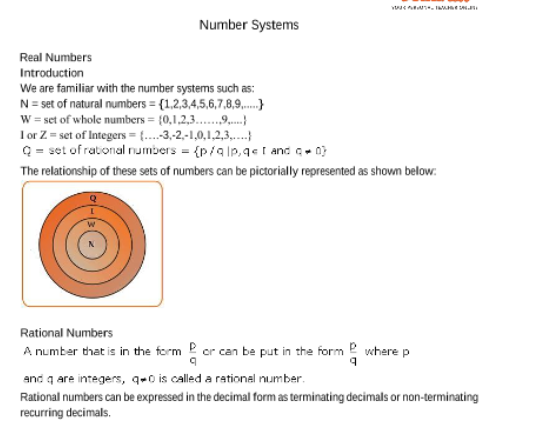 Number Systems
Real Numbers
Introduction
We are familiar with the number systems such as:
N = set of natural numbers = {1,2,3,4,5,6,7,8,9,.....}
W = set of whole numbers = {0,1,2,3……,9,....}
I or Z = set of Integers = {….-3,-2,-1,0,1,2,3,….}
Q = set of rational numbers = {p/q|p,q ϵ I and q ≠ 0}
The relationship of these sets of numbers can be pictorially represented as shown below:
Q
I
W
N
Rational Numbers
A number that is in the form p/q or can be put in the form p/q where p
and q are integers, q≠0 is called a rational number.
Rational numbers can be expressed in the decimal form as terminating decimals or non-terminating
recurring decimals.